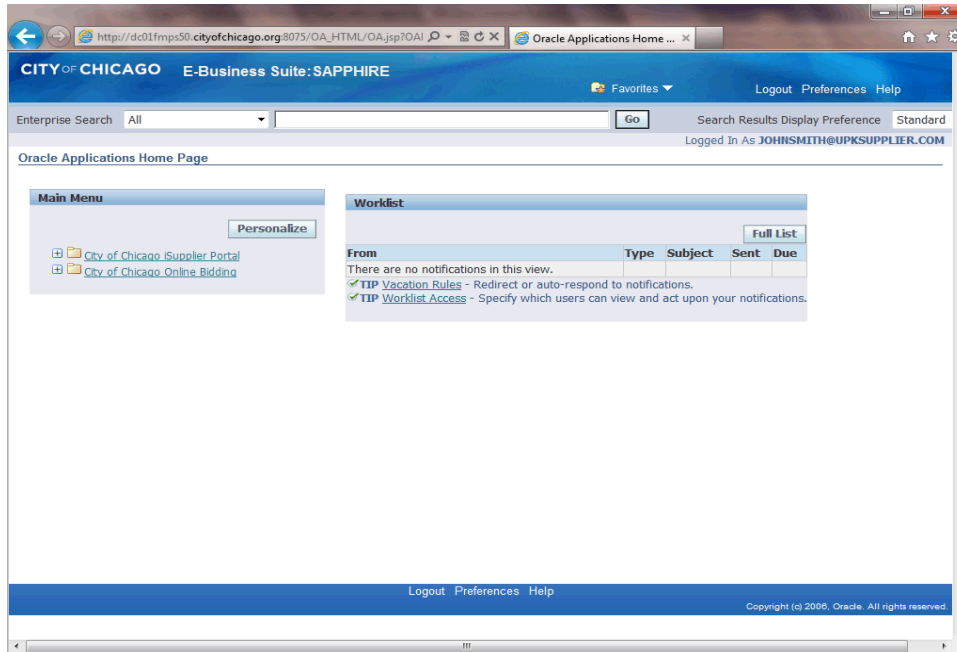 http://dc01fmps50.cityofchicago.org:8075/OA_HTML/OA.jsp?OAI
Oracle Applications Home ...
CITY OF CHICAGO E-Business Suite: SAPPHIRE
Favorites
Logout Preferences Help
Enterprise Search All Go Search Results Display Preference Standard
Logged In As JOHNSMITH@UPKSUPPLIER.COM
Oracle Applications Home Page
Main Menu
Personalize
City of Chicago iSupplier Portal
City of Chicago Online Bidding
Worklist
Full List
From Type Subject Sent Due
There are no notifications in this view.
TIP Vacation Rules - Redirect or auto-respond to notifications.
TIP Worklist Access - Specify which users can view and act upon your notifications.
Logout Preferences Help
Copyright (c) 2006, Oracle. All rights reserved.